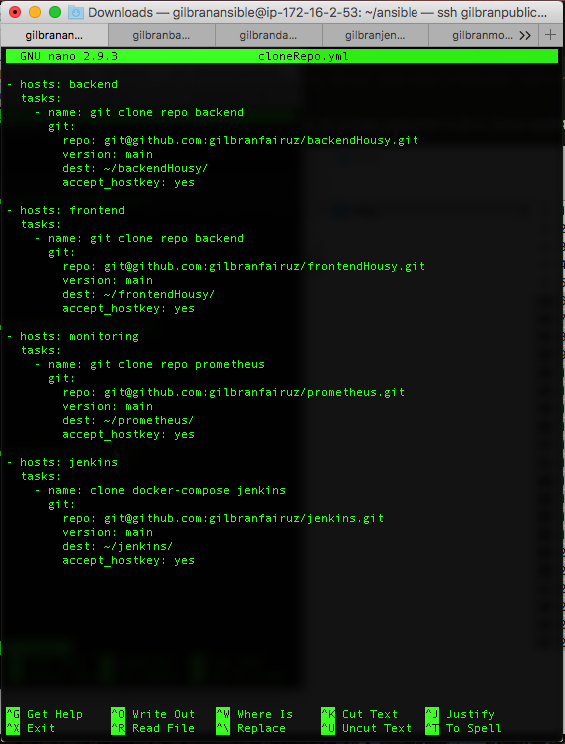 Downloads — gilbranansible@ip-172-16-2-53: ~/ansible — ssh gilbranpublic...
gilbranan... gilbranba... gilbranda... gilbranjen... gilbranmo... >> +
GNU nano 2.9.3 cloneRepo.yml
- hosts: backend
  tasks:
    - name: git clone repo backend
      git:
        repo: git@github.com:gilbranfairuz/backendHousy.git
        version: main
        dest: ~/backendHousy/
        accept_hostkey: yes
- hosts: frontend
  tasks:
    - name: git clone repo backend
      git:
        repo: git@github.com:gilbranfairuz/frontendHousy.git
        version: main
        dest: ~/frontendHousy/
        accept_hostkey: yes
- hosts: monitoring
  tasks:
    - name: git clone repo prometheus
      git:
        repo: git@github.com:gilbranfairuz/prometheus.git
        version: main
        dest: ~/prometheus/
        accept_hostkey: yes
- hosts: jenkins
  tasks:
    - name: clone docker-compose jenkins
      git:
        repo: git@github.com:gilbranfairuz/jenkins.git
        version: main
        dest: ~/jenkins/
        accept_hostkey: yes
^G Get Help ^O Write Out ^W Where Is ^K Cut Text ^J Justify
^X Exit ^R Read File ^\ Replace ^U Uncut Text ^T To Spell